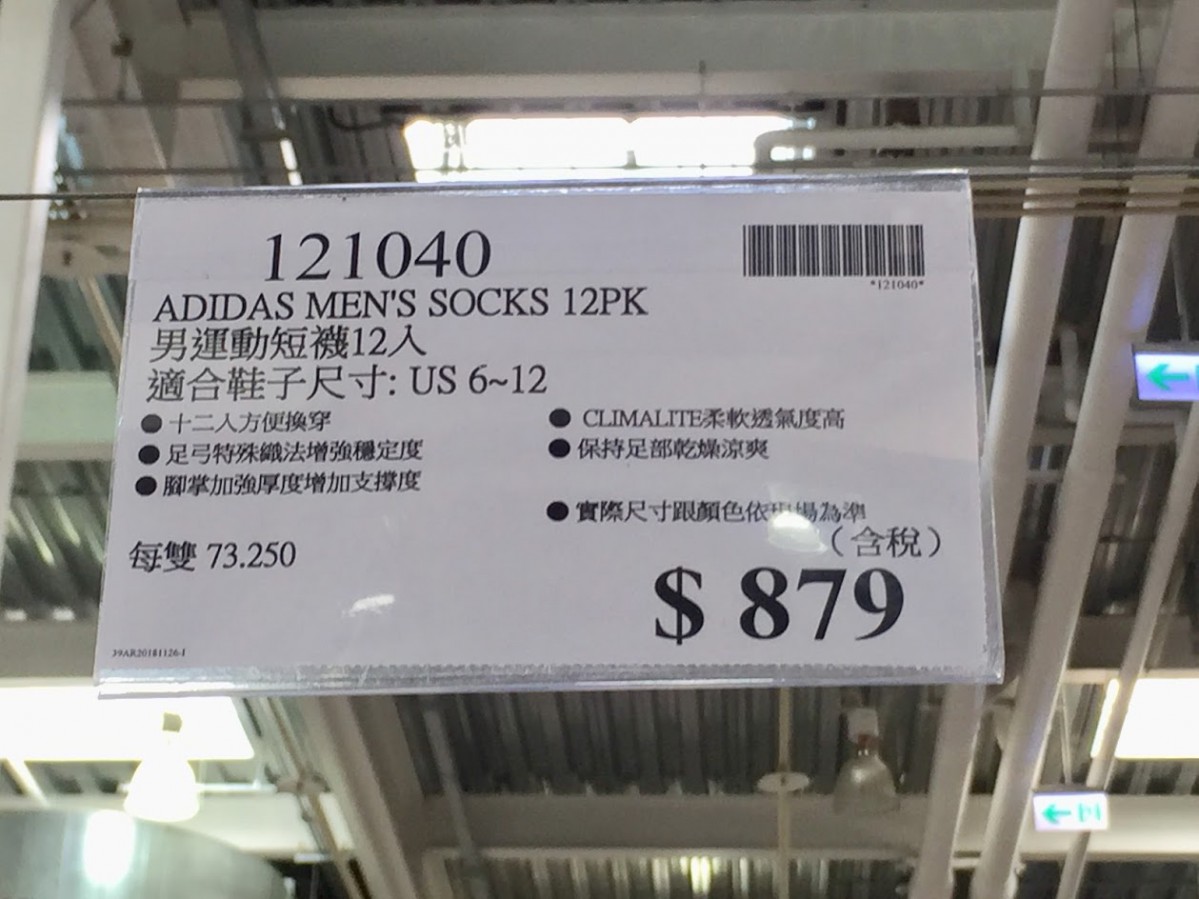 121040
*121040*
ADIDAS MEN'S SOCKS 12PK
男運動短襪12入
適合鞋子尺寸: US 6~12
● 十二入方便換穿
● 足弓特殊織法增強穩定度
● 腳掌加強厚度增加支撐度
● CLIMALITE柔軟透氣度高
● 保持足部乾燥涼爽
● 實際尺寸跟顏色依現場為準
(含稅)
每雙 73.250
$ 879
39AR20181126-1